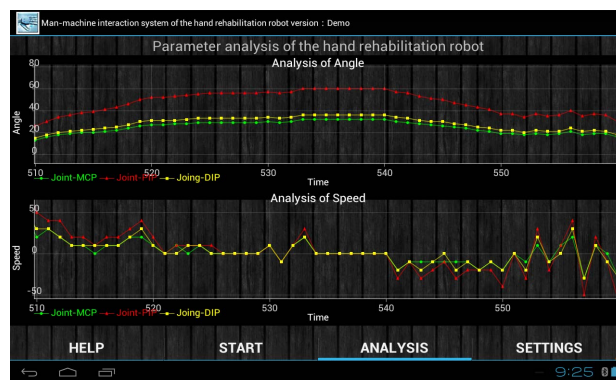 Man-machine interaction system of the hand rehabilitation robot version : Demo
Parameter analysis of the hand rehabilitation robot
Analysis of Angle
80
60
40
20
0
Angle
510 520 530 540 550
Time
Joint-MCP Joint-PIP Joing-DIP
Analysis of Speed
50
0
-50
Speed
510 520 530 540 550
Time
Joint-MCP Joint-PIP Joing-DIP
HELP START ANALYSIS SETTINGS
9:25